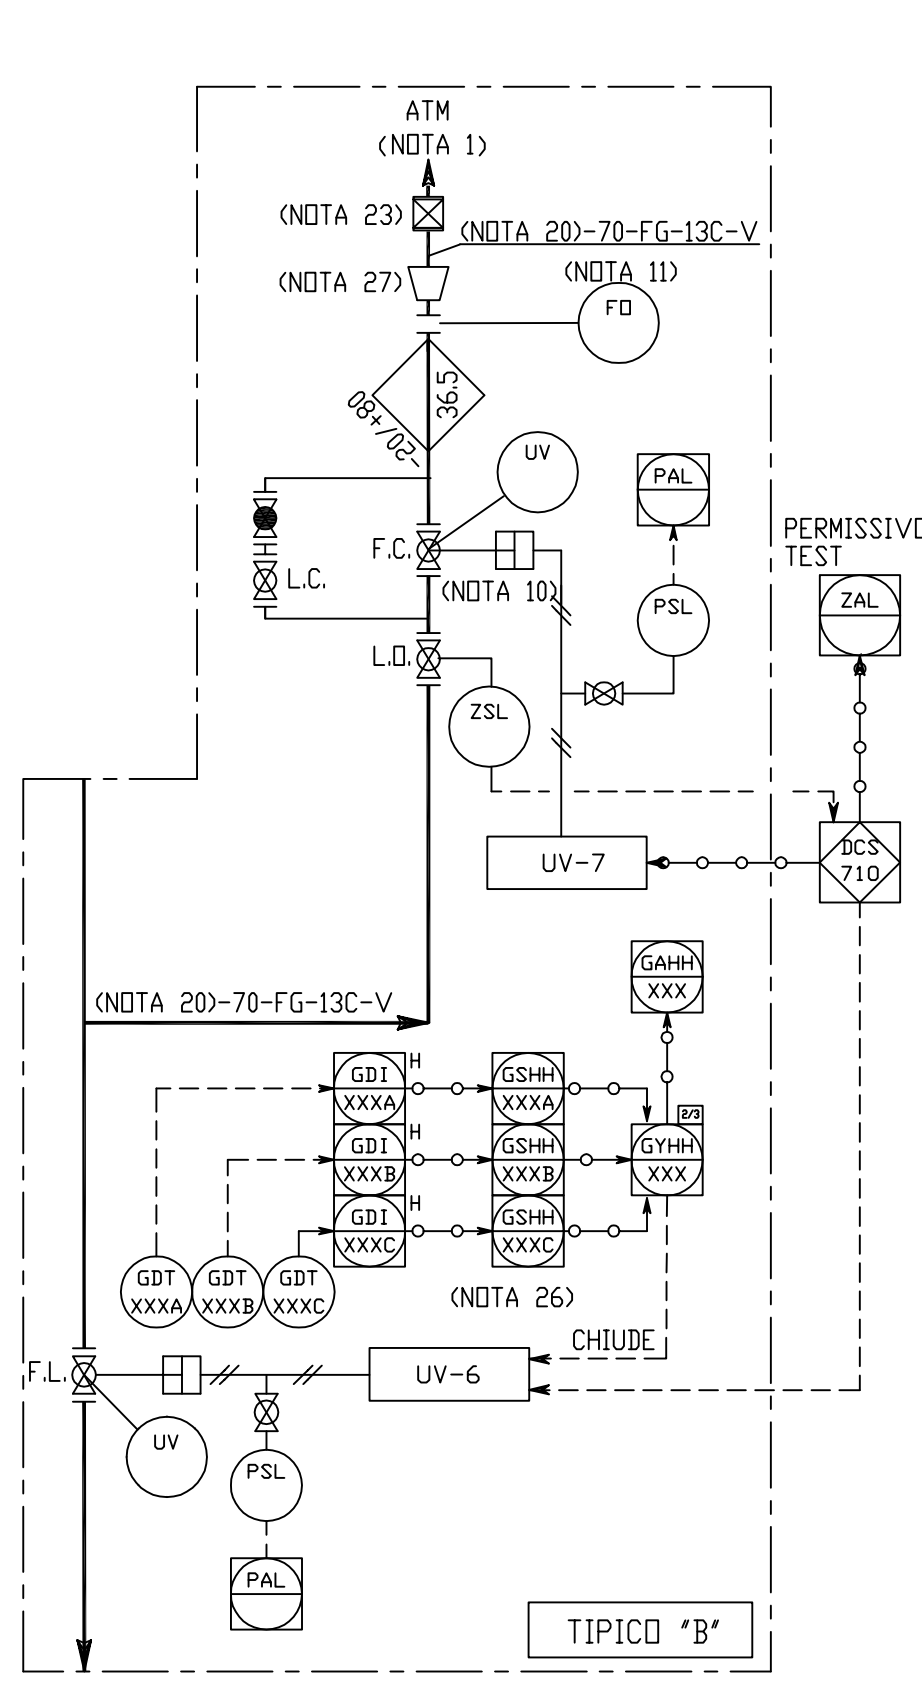 ATM
(NOTA 1)
(NOTA 23)
(NOTA 20)-70-FG-13C-V
(NOTA 11)
(NOTA 27)
FO
36,5
-20/+80
UV
PAL
PERMISSIVE
TEST
F.C.
(NOTA 10)
L.C.
PSL
ZAL
L.O.
ZSL
UV-7
DCS
710
GAHH
XXX
(NOTA 20)-70-FG-13C-V
GDI
XXXA
H
GSHH
XXXA
2/3
GDI
XXXB
H
GSHH
XXXB
GYHH
XXX
GDI
XXXC
H
GSHH
XXXC
GDT
XXXA
GDT
XXXB
GDT
XXXC
(NOTA 26)
CHIUDE
F.L.
UV-6
UV
PSL
PAL
TIPICO "B"